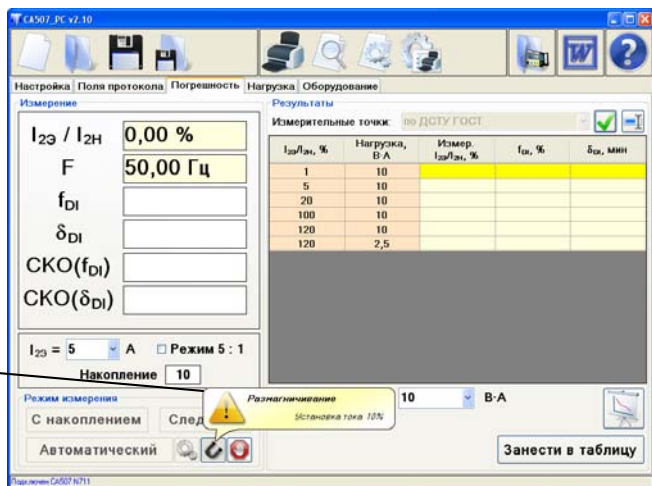 CA507_PC v2.10
Настройка Поля протокола Погрешность Нагрузка Оборудование
Измерение
I2Э / I2Н 0,00 %
F 50,00 Гц
fDI
δDI
СКО(fDI)
СКО(δDI)
I2Э = 5 А Режим 5 : 1
Накопление 10
Режим измерения
С накоплением След
Автоматический
Результаты
Измерительные точки: по ДСТУ ГОСТ
I2Э/I2Н, % Нагрузка, В·А Измер. I2Э/I2Н, % fDI, % δDI, мин
1 10
5 10
20 10
100 10
120 10
120 2,5
Размагничивание
Установка тока 10%
10 В·А
Занести в таблицу
Подключен CA507 N711